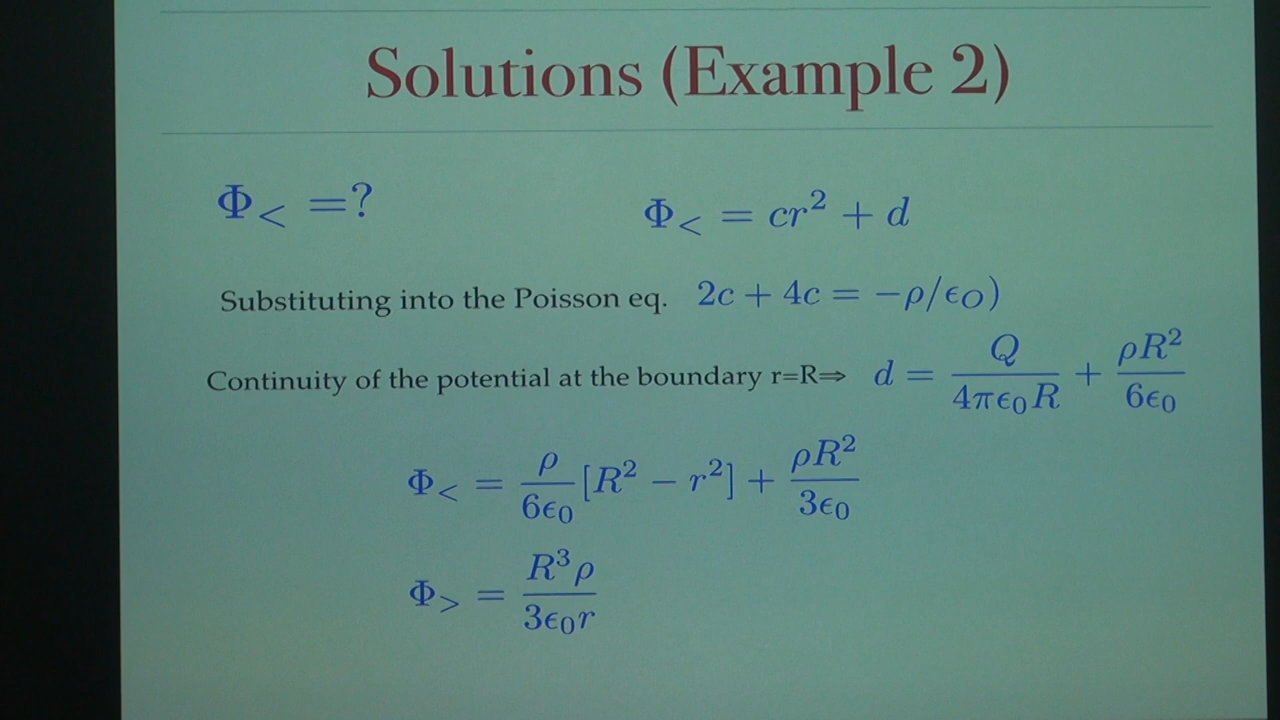 Solutions (Example 2)
Φ< =? Φ< = cr² + d
Substituting into the Poisson eq. 2c + 4c = −ρ/ϵO)
Continuity of the potential at the boundary r=R⇒ d = Q/4πϵ₀R + ρR²/6ϵ₀
Φ< = ρ/6ϵ₀ [R² − r²] + ρR²/3ϵ₀
Φ> = R³ρ/3ϵ₀r